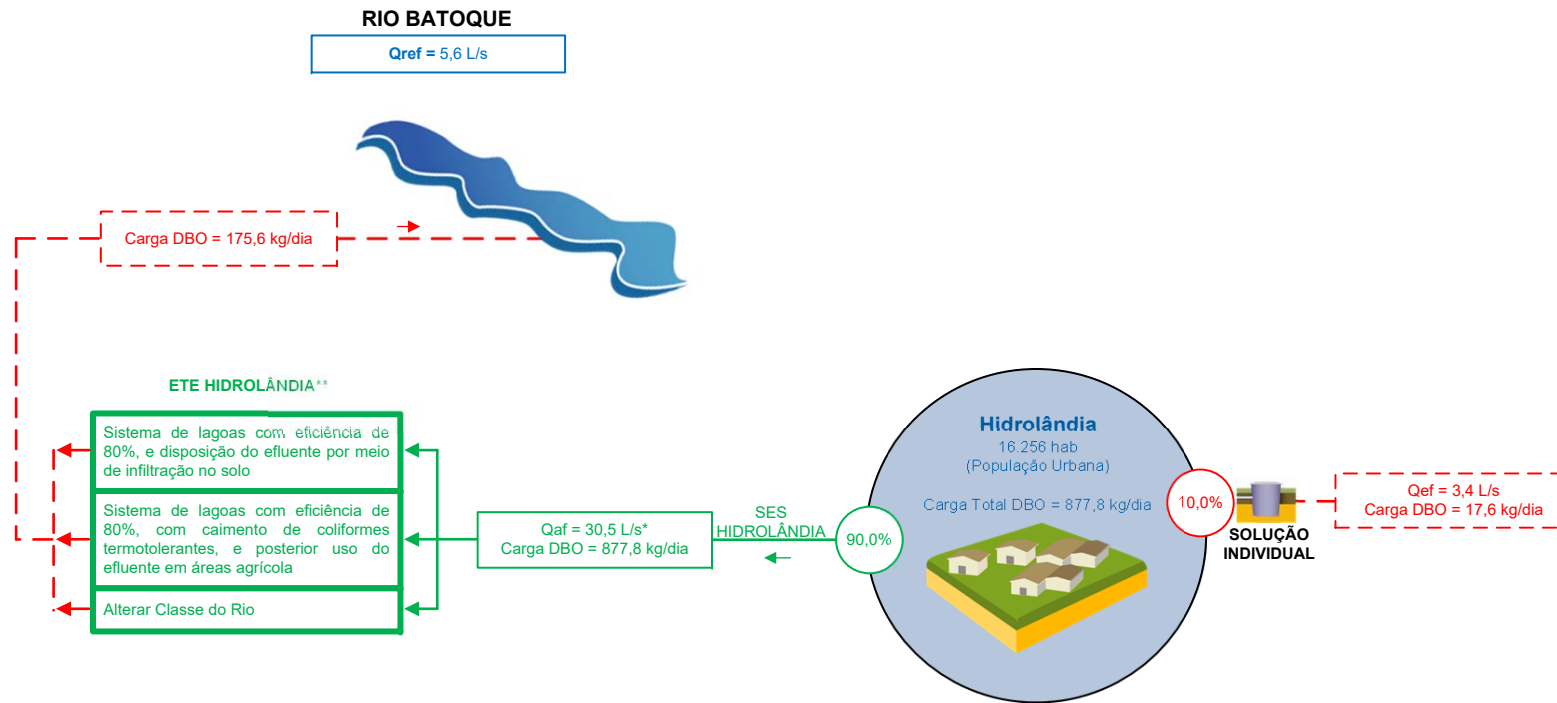 RIO BATOQUE
Qref = 5,6 L/s
Carga DBO = 175,6 kg/dia
ETE HIDROLÂNDIA**
Sistema de lagoas com eficiência de
80%, e disposição do efluente por meio
de infiltração no solo
Sistema de lagoas com eficiência de
80%, com caimento de coliformes
termotolerantes, e posterior uso do
efluente em áreas agrícola
Alterar Classe do Rio
Qaf = 30,5 L/s*
Carga DBO = 877,8 kg/dia
SES
HIDROLÂNDIA
90,0%
Hidrolândia
16.256 hab
(População Urbana)
Carga Total DBO = 877,8 kg/dia
10,0%
SOLUÇÃO
INDIVIDUAL
Qef = 3,4 L/s
Carga DBO = 17,6 kg/dia